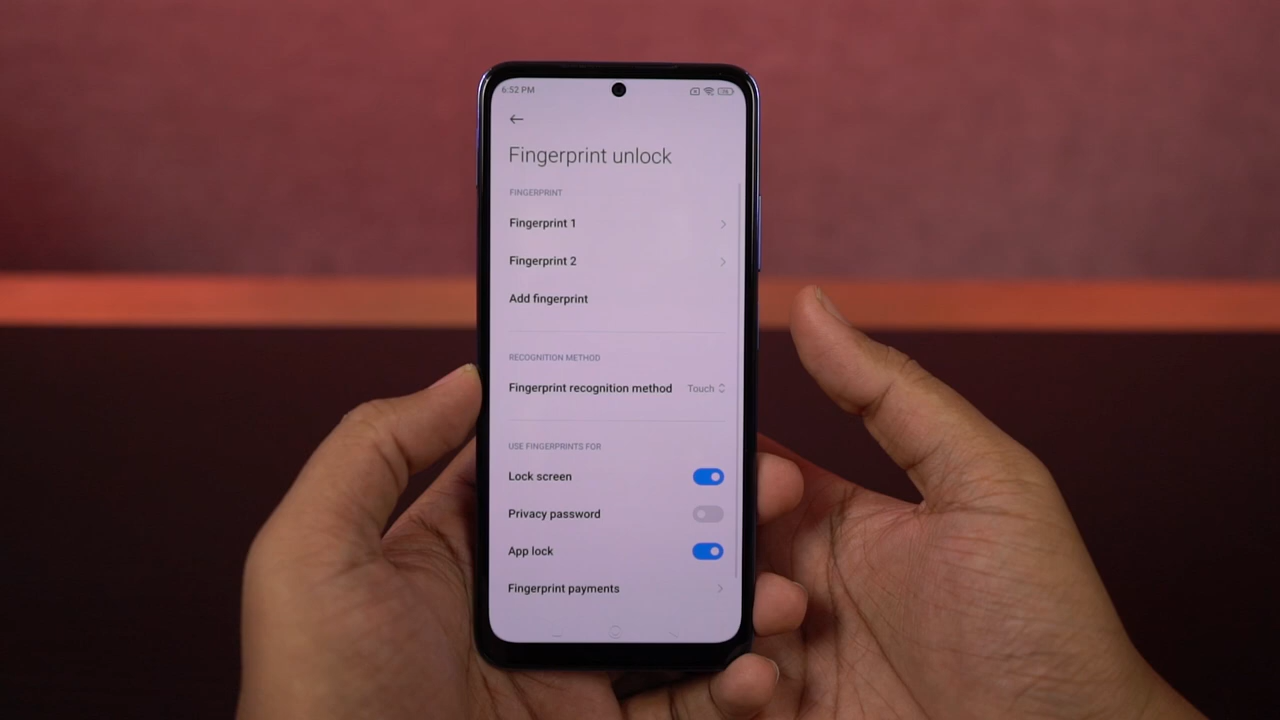 6:52 PM
Fingerprint unlock
FINGERPRINT
Fingerprint 1
Fingerprint 2
Add fingerprint
RECOGNITION METHOD
Fingerprint recognition method Touch
USE FINGERPRINTS FOR
Lock screen
Privacy password
App lock
Fingerprint payments